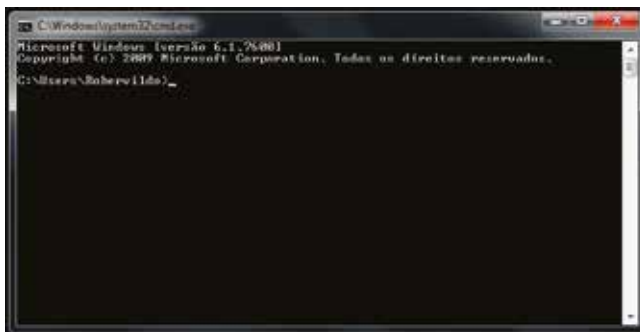 C:\Windows\system32\cmd.exe
Microsoft Windows [versão 6.1.7600]
Copyright (c) 2009 Microsoft Corporation. Todos os direitos reservados.
C:\Users\Robervildo>_